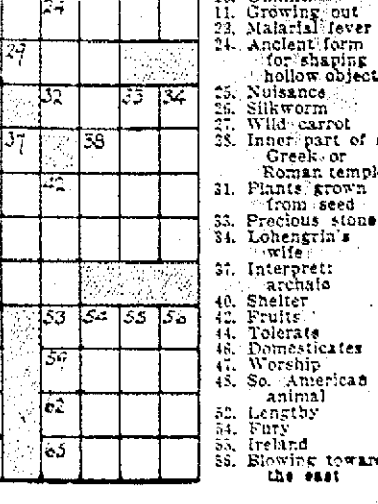 24
29
32 33 34
37 38
42
53 54 55 56
59
62
65
11. Growing out
23. Malarial fever
24. Ancient form
for shaping
hollow object
25. Nuisance
26. Silkworm
27. Wild carrot
28. Inner part of
Greek or
Roman templ
31. Plants grown
from seed
33. Precious stone
34. Lohengrin's
wife
37. Interpret:
archaic
40. Shelter
42. Fruits
44. Tolerate
46. Domesticates
47. Worship
48. So. American
animal
52. Lengthy
54. Fury
55. Ireland
56. Blowing towar
the east